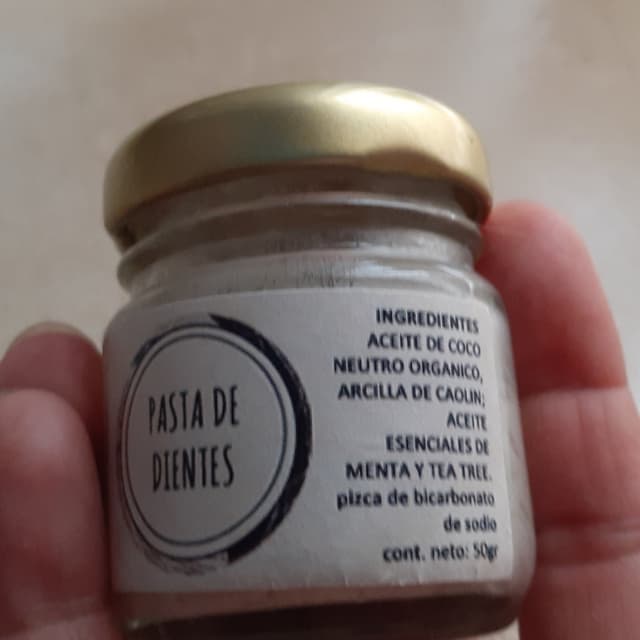 PASTA DE
DIENTES
INGREDIENTES
ACEITE DE COCO
NEUTRO ORGANICO,
ARCILLA DE CAOLIN;
ACEITE
ESENCIALES DE
MENTA Y TEA TREE.
pizca de bicarbonato
de sodio
cont. neto: 50gr